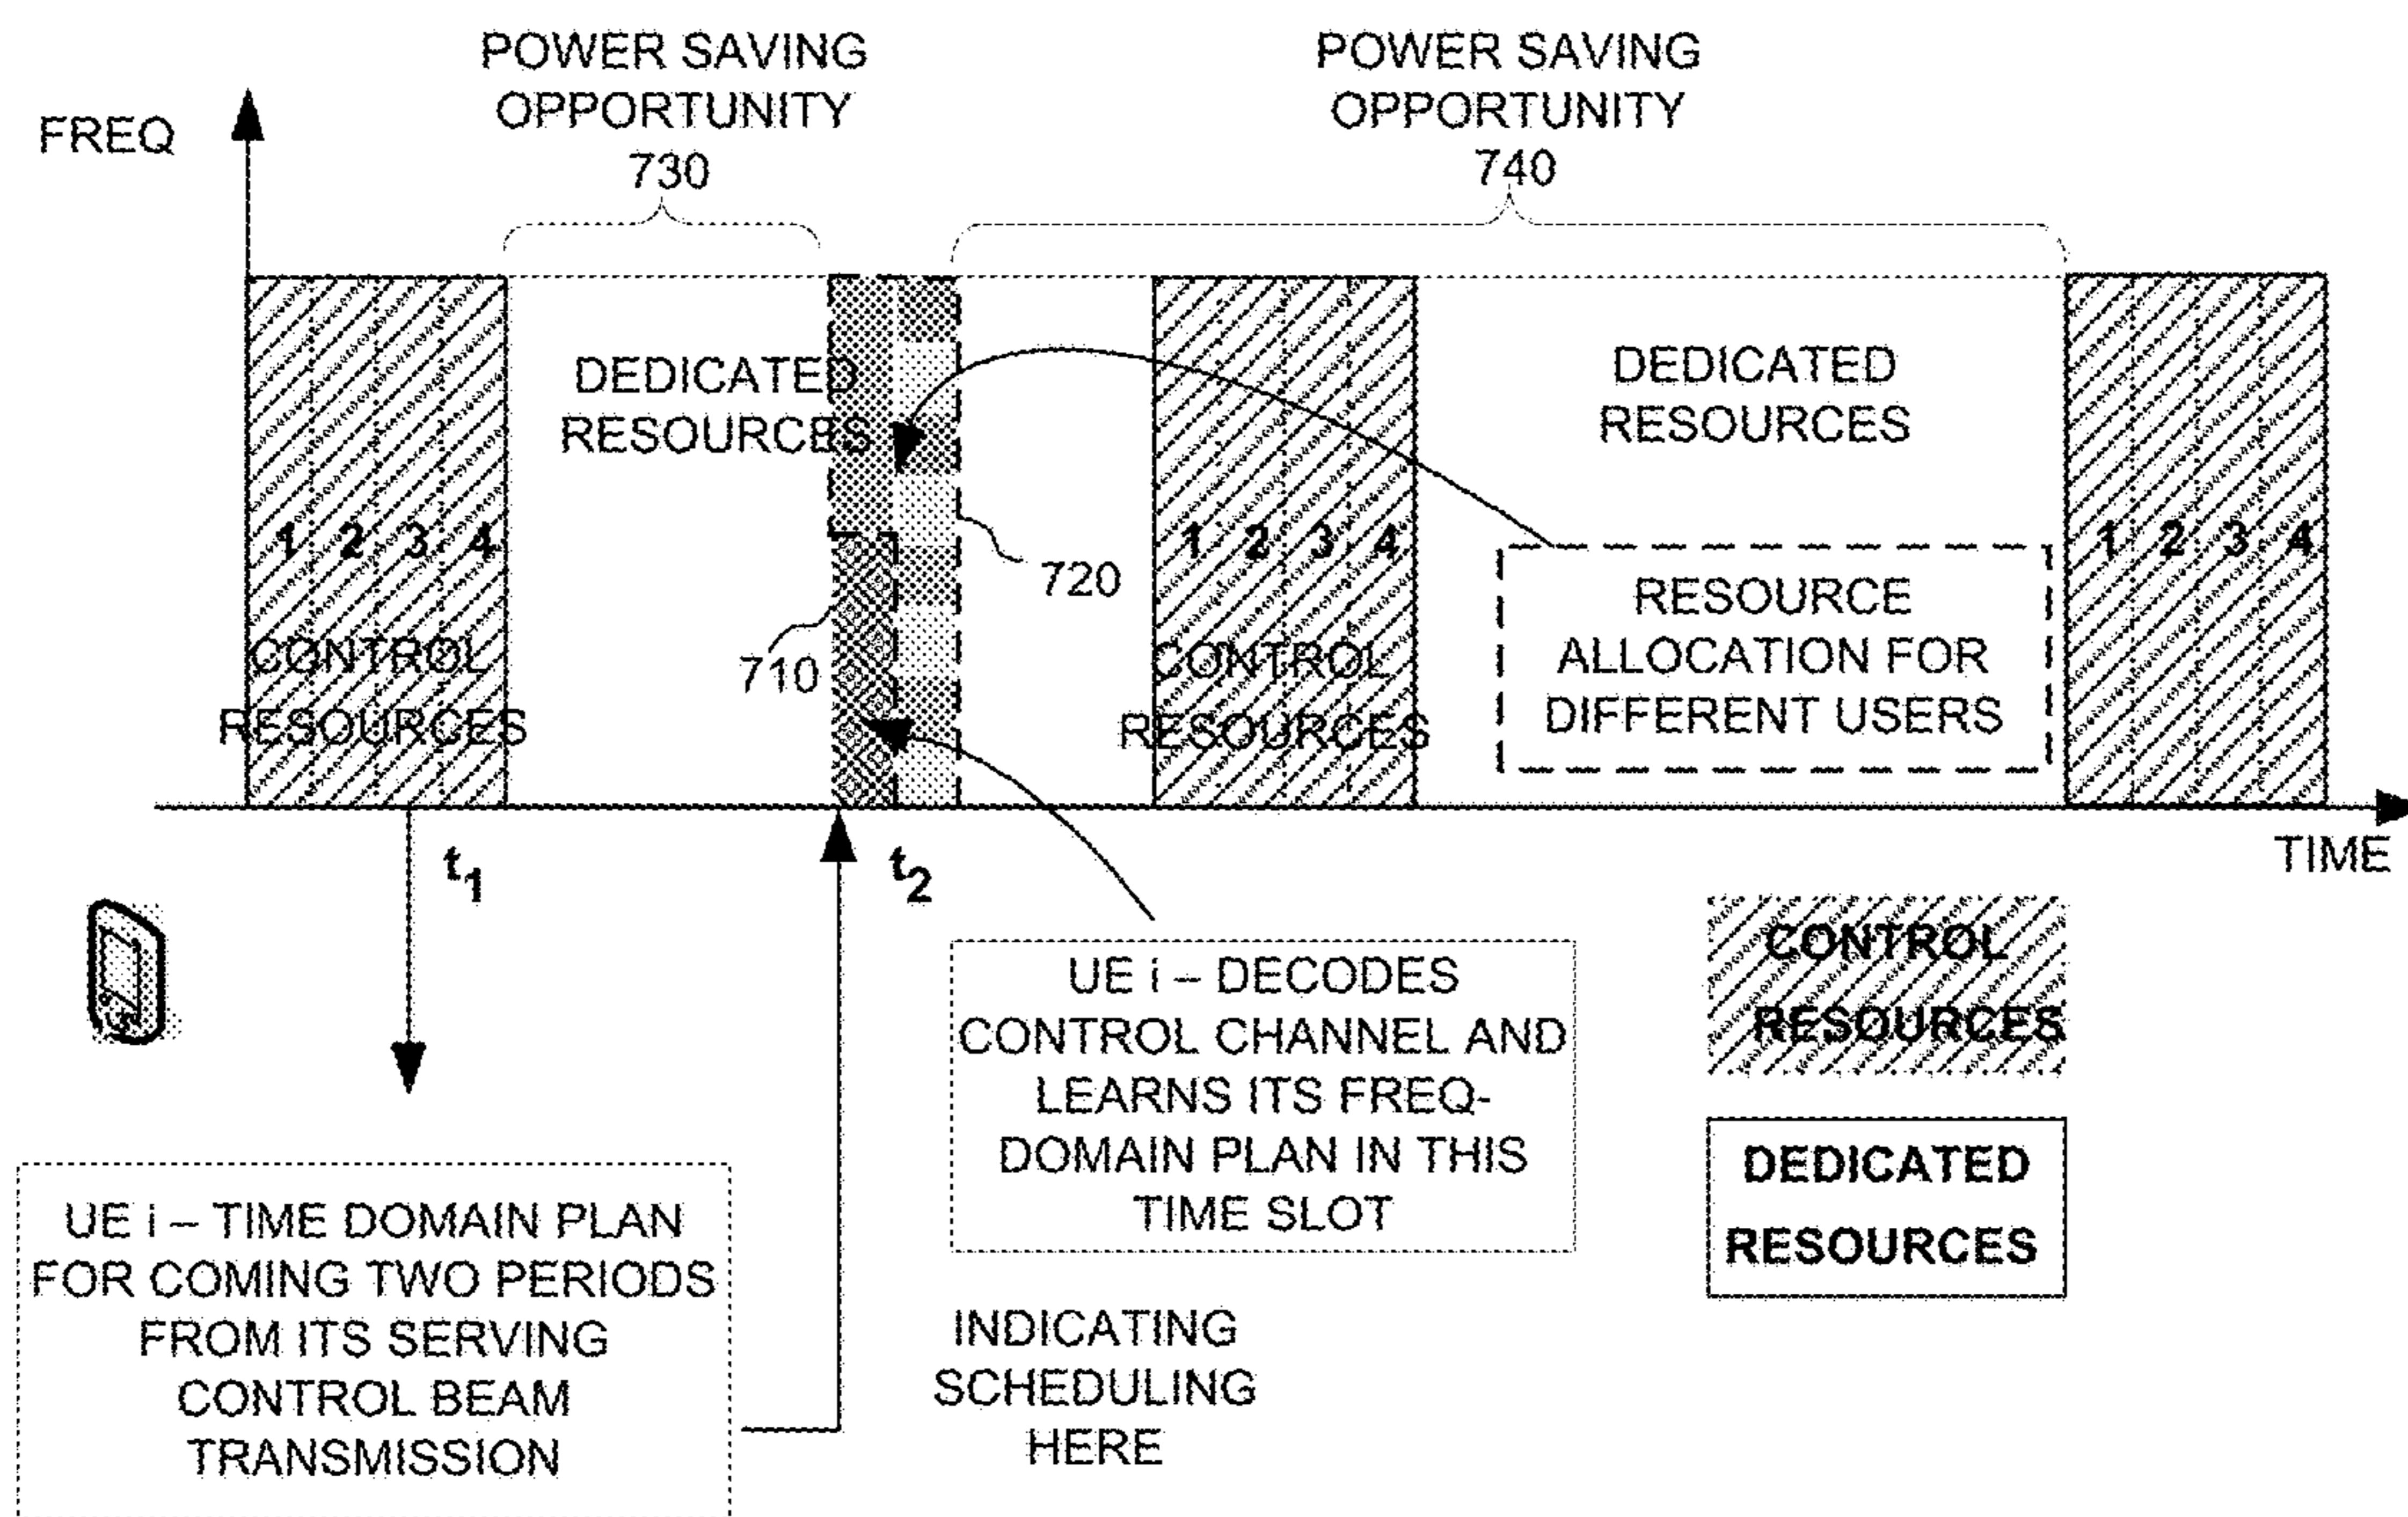 POWER SAVING
OPPORTUNITY
730
POWER SAVING
OPPORTUNITY
740
FREQ
DEDICATED
RESOURCES
DEDICATED
RESOURCES
1 2 3 4
1 2 3 4
1 2 3 4
720
710
CONTROL
RESOURCES
CONTROL
RESOURCES
RESOURCE
ALLOCATION FOR
DIFFERENT USERS
TIME
t1
t2
UE i – TIME DOMAIN PLAN
FOR COMING TWO PERIODS
FROM ITS SERVING
CONTROL BEAM
TRANSMISSION
UE i – DECODES
CONTROL CHANNEL AND
LEARNS ITS FREQ-
DOMAIN PLAN IN THIS
TIME SLOT
INDICATING
SCHEDULING
HERE
CONTROL
RESOURCES
DEDICATED
RESOURCES